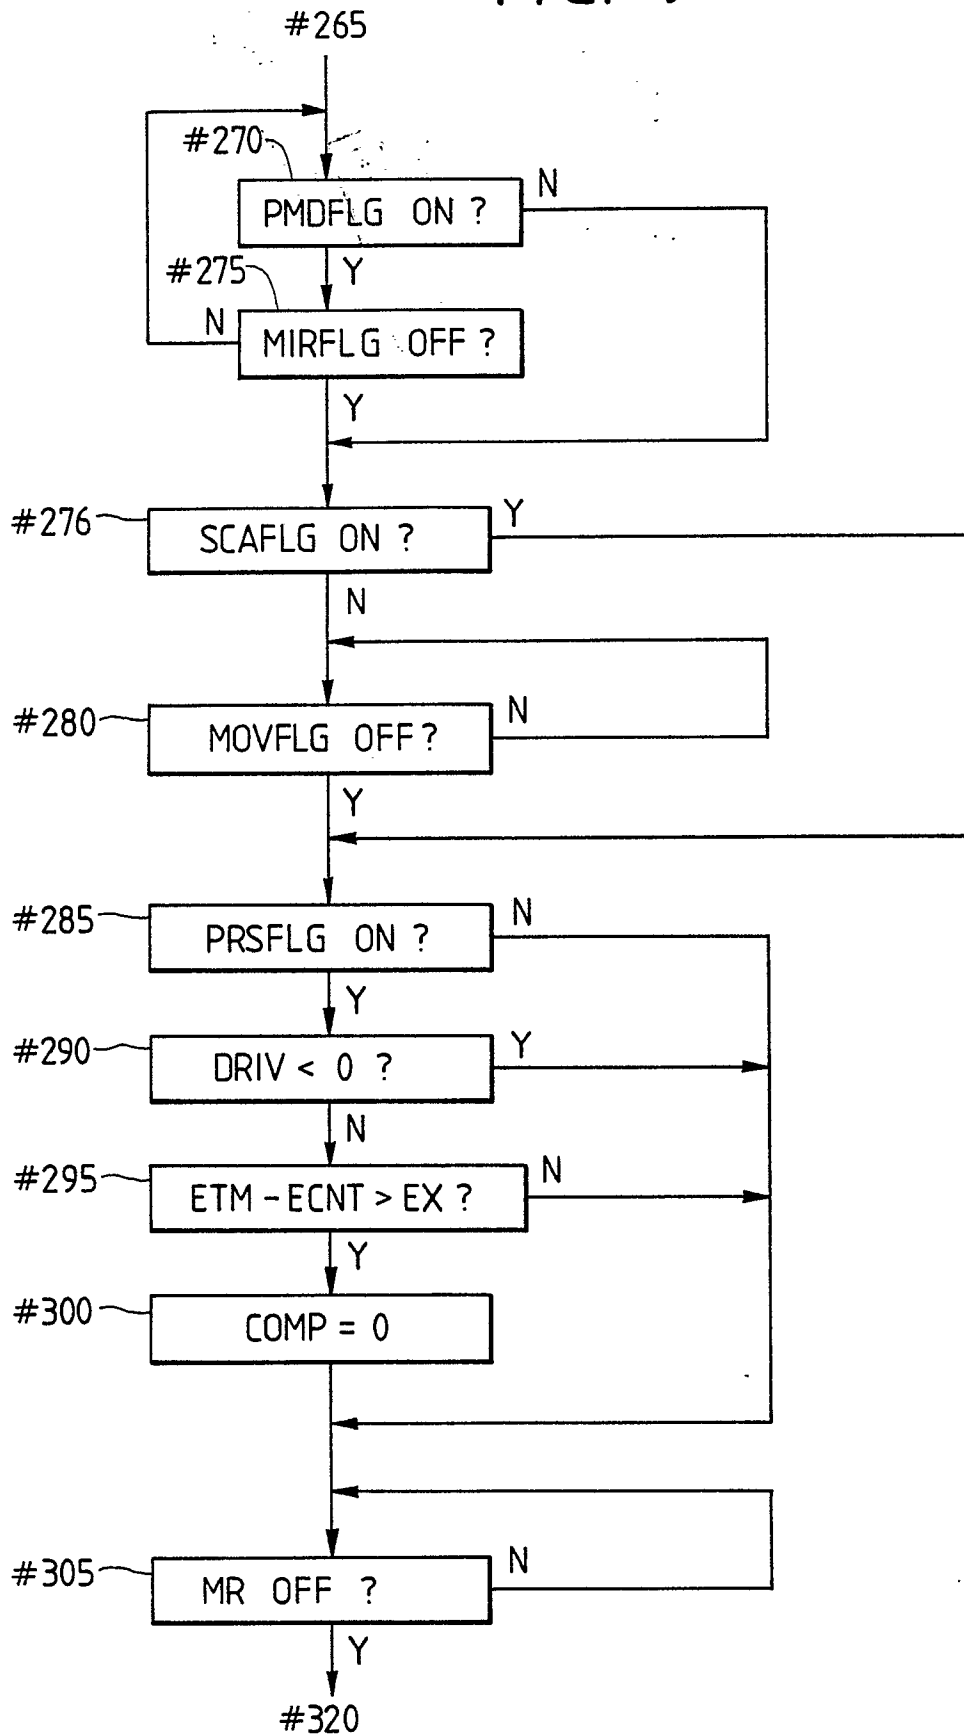 #265
#270
PMDFLG ON ?
N
Y
#275
N
MIRFLG OFF ?
Y
#276
SCAFLG ON ?
Y
N
#280
MOVFLG OFF ?
N
Y
#285
PRSFLG ON ?
N
Y
#290
DRIV < 0 ?
Y
N
#295
ETM - ECNT > EX ?
N
Y
#300
COMP = 0
#305
MR OFF ?
N
Y
#320